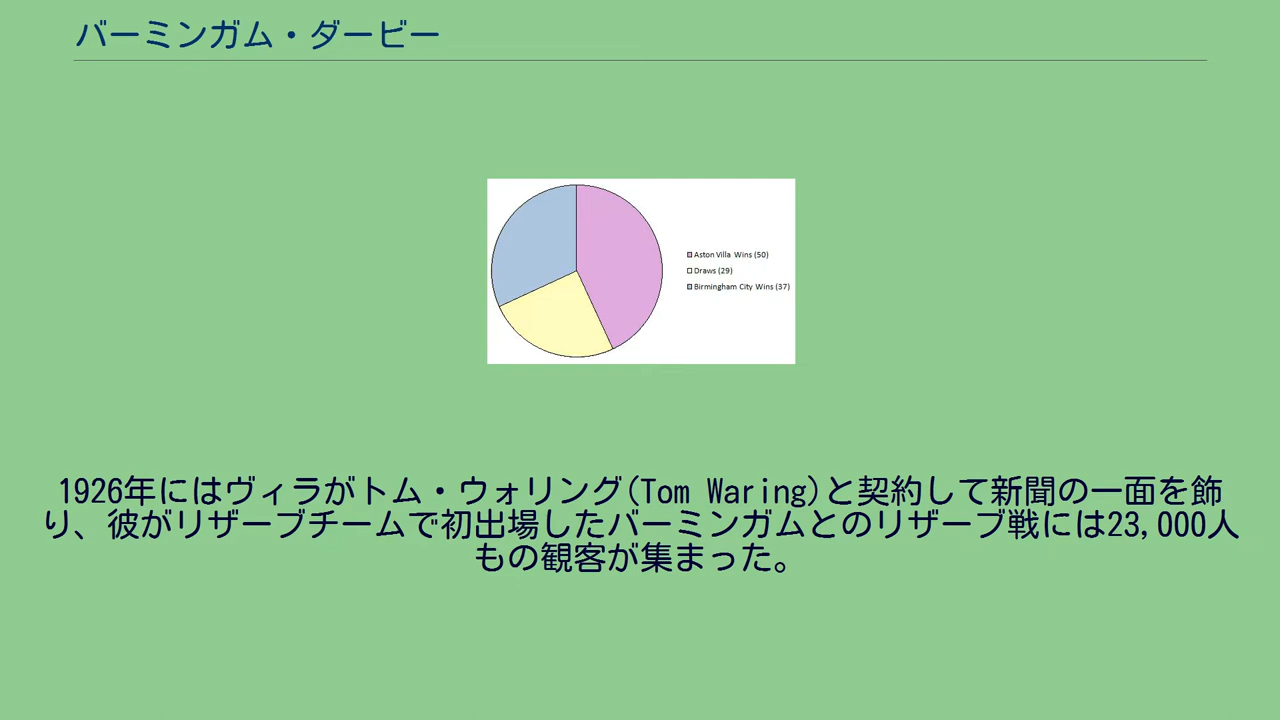 バーミンガム・ダービー
Aston Villa Wins (50)
Draws (29)
Birmingham City Wins (37)
1926年にはヴィラがトム・ウォリング(Tom Waring)と契約して新聞の一面を飾
り、彼がリザーブチームで初出場したバーミンガムとのリザーブ戦には23,000人
もの観客が集まった。